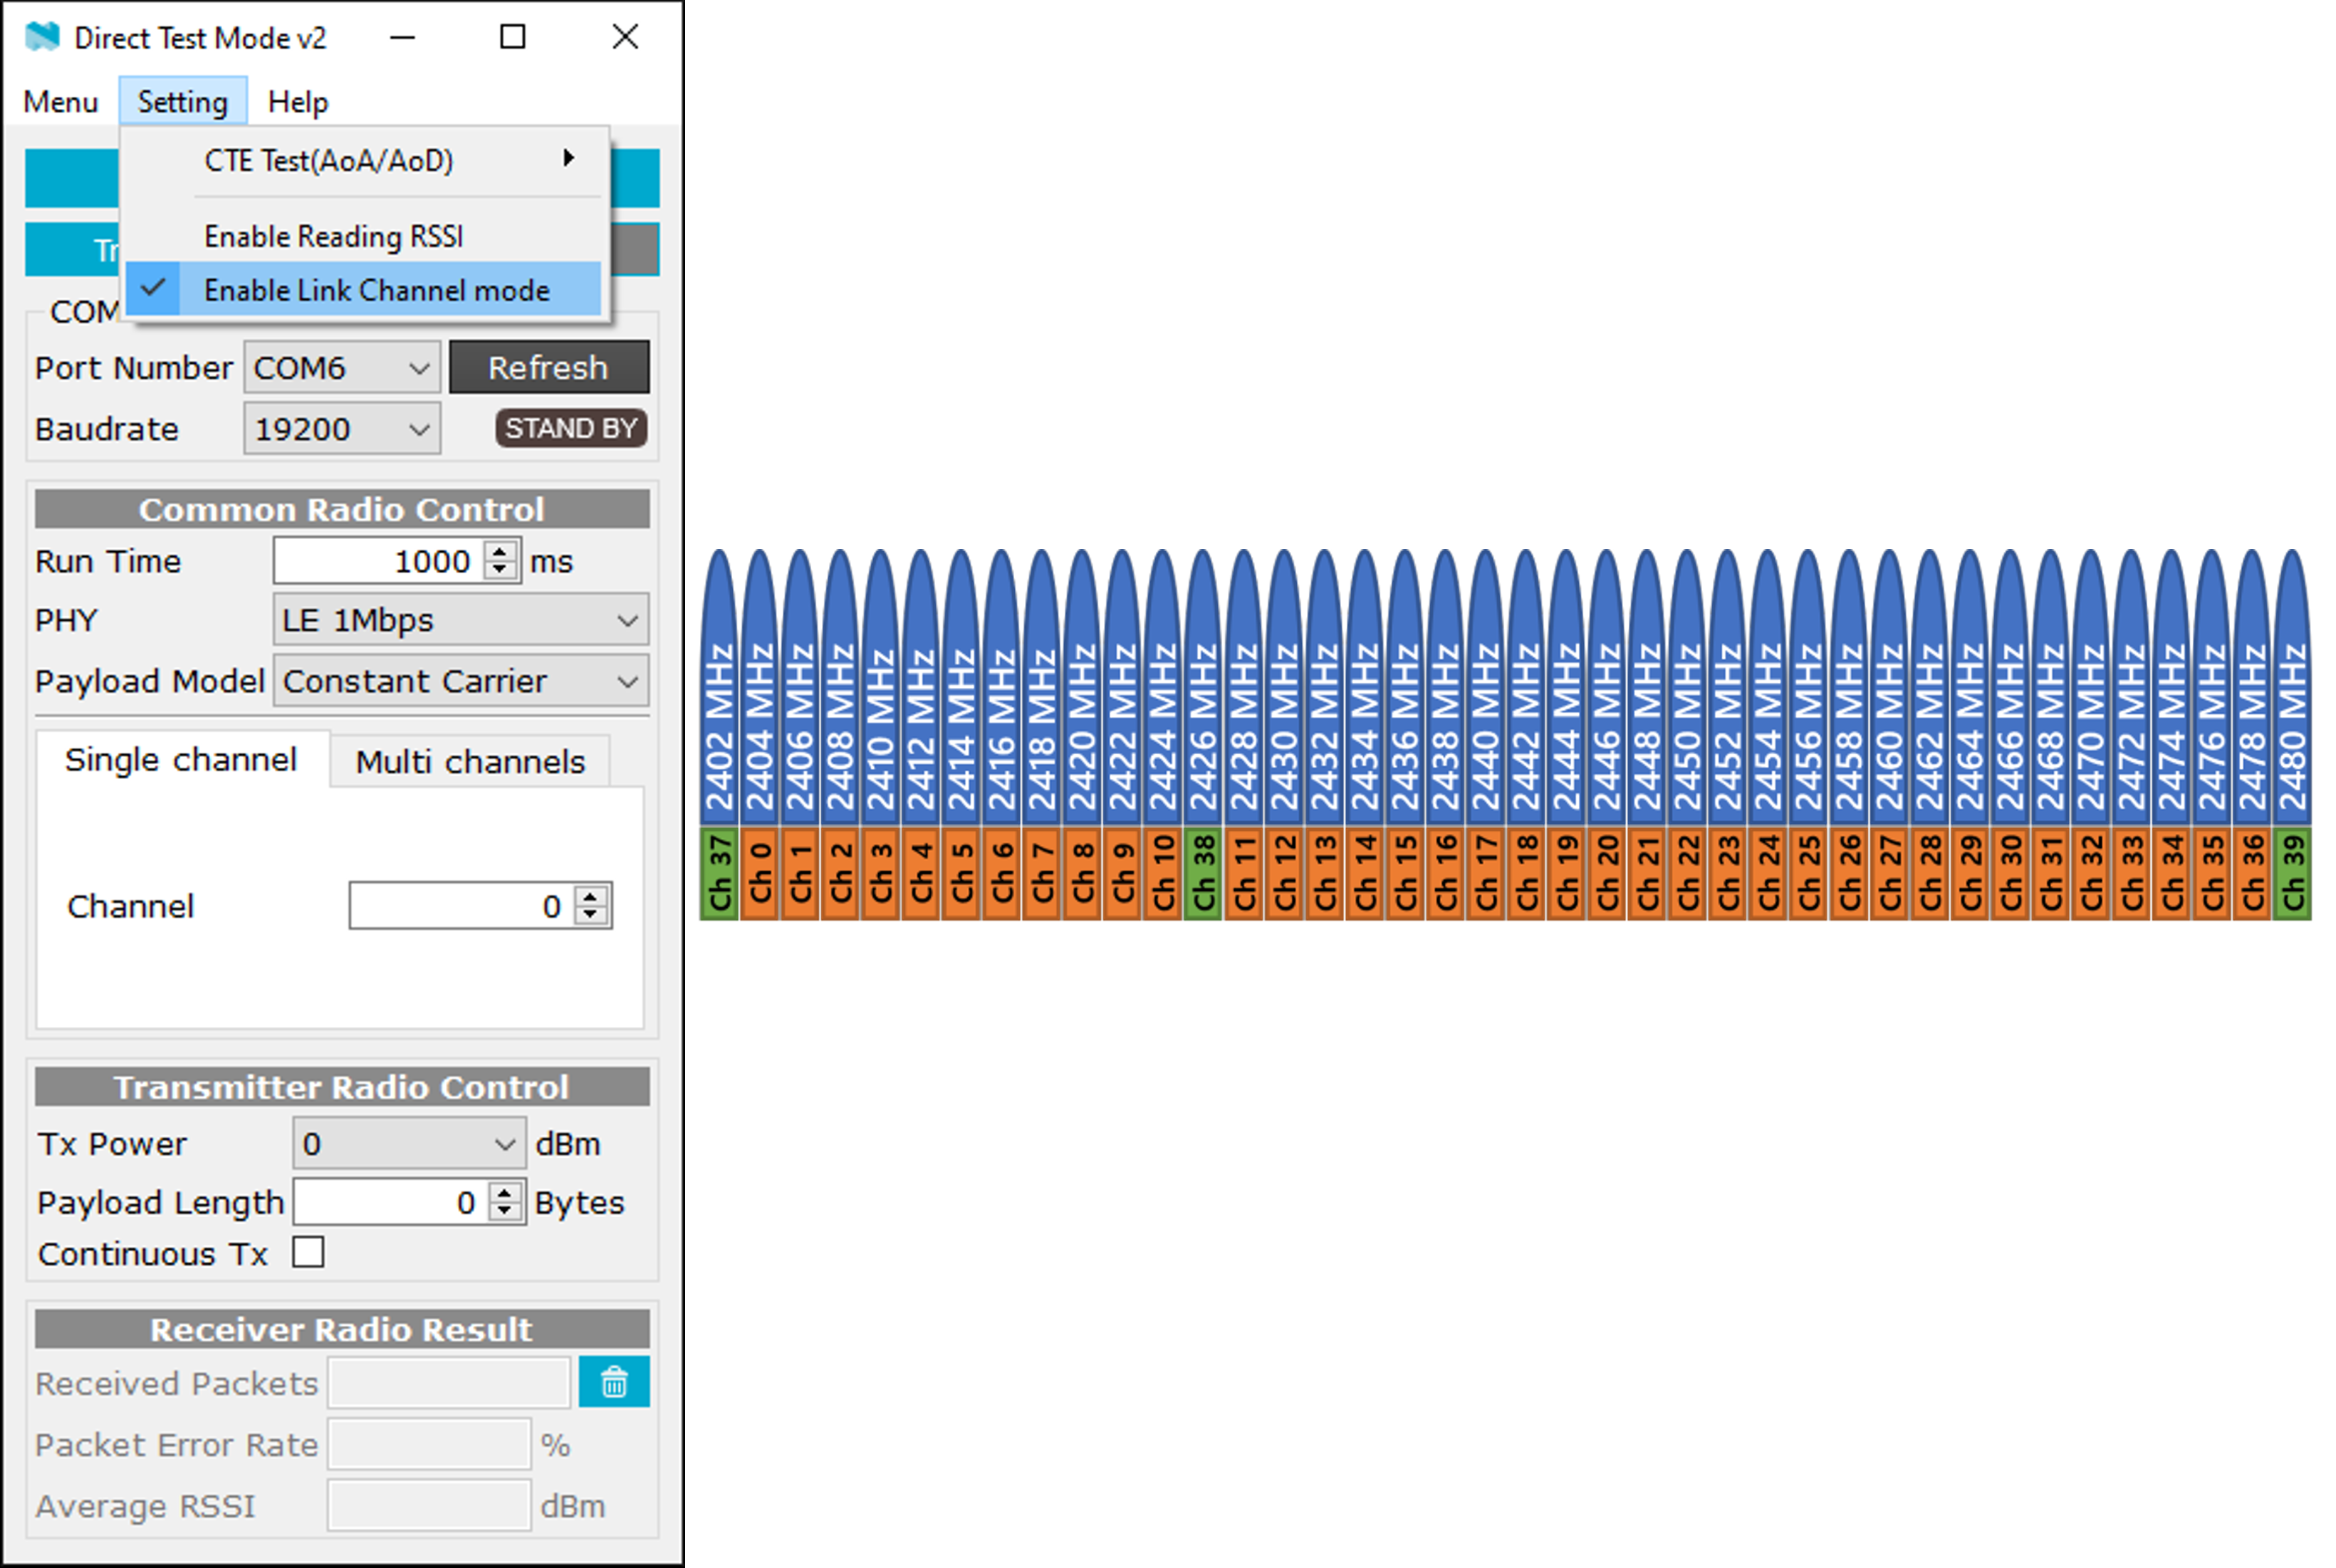 Direct Test Mode v2
Menu Setting Help
CTE Test(AoA/AoD)
Enable Reading RSSI
Enable Link Channel mode
Port Number COM6 Refresh
Baudrate 19200 STAND BY
Common Radio Control
Run Time 1000 ms
PHY LE 1Mbps
Payload Model Constant Carrier
Single channel Multi channels
Channel 0
Transmitter Radio Control
Tx Power 0 dBm
Payload Length 0 Bytes
Continuous Tx
Receiver Radio Result
Received Packets
Packet Error Rate %
Average RSSI dBm
2402 MHz 2404 MHz 2406 MHz 2408 MHz 2410 MHz 2412 MHz 2414 MHz 2416 MHz 2418 MHz 2420 MHz 2422 MHz 2424 MHz 2426 MHz 2428 MHz 2430 MHz 2432 MHz 2434 MHz 2436 MHz 2438 MHz 2440 MHz 2442 MHz 2444 MHz 2446 MHz 2448 MHz 2450 MHz 2452 MHz 2454 MHz 2456 MHz 2458 MHz 2460 MHz 2462 MHz 2464 MHz 2466 MHz 2468 MHz 2470 MHz 2472 MHz 2474 MHz 2476 MHz 2478 MHz 2480 MHz
Ch 37 Ch 0 Ch 1 Ch 2 Ch 3 Ch 4 Ch 5 Ch 6 Ch 7 Ch 8 Ch 9 Ch 10 Ch 38 Ch 11 Ch 12 Ch 13 Ch 14 Ch 15 Ch 16 Ch 17 Ch 18 Ch 19 Ch 20 Ch 21 Ch 22 Ch 23 Ch 24 Ch 25 Ch 26 Ch 27 Ch 28 Ch 29 Ch 30 Ch 31 Ch 32 Ch 33 Ch 34 Ch 35 Ch 36 Ch 39